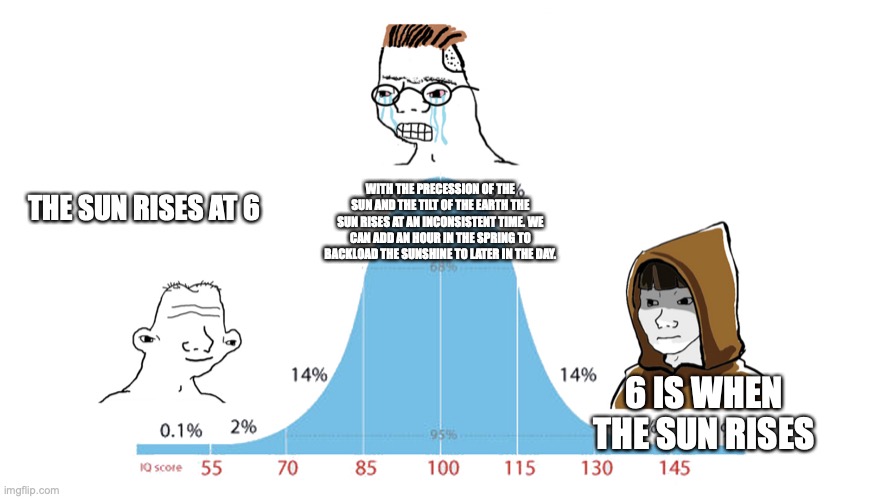 THE SUN RISES AT 6
WITH THE PRECESSION OF THE
SUN AND THE TILT OF THE EARTH THE
SUN RISES AT AN INCONSISTENT TIME. WE
CAN ADD AN HOUR IN THE SPRING TO
BACKLOAD THE SUNSHINE TO LATER IN THE DAY.
68%
14%
14%
6 IS WHEN
THE SUN RISES
0.1%
2%
95%
IQ score
55
70
85
100
115
130
145
imgflip.com